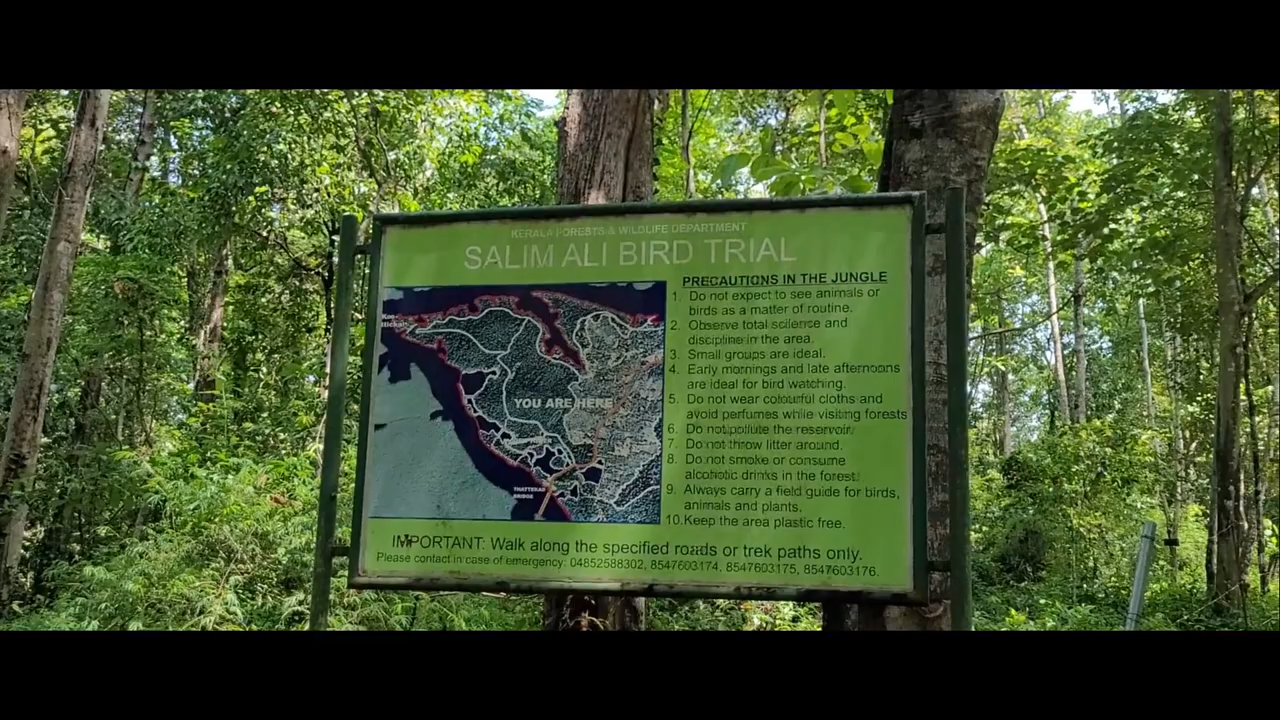 KERALA FORESTS & WILDLIFE DEPARTMENT
SALIM ALI BIRD TRIAL
YOU ARE HERE
THATTEKAD
BRIDGE
PRECAUTIONS IN THE JUNGLE
1. Do not expect to see animals or
birds as a matter of routine.
2. Observe total scilence and
discipline in the area.
3. Small groups are ideal.
4. Early mornings and late afternoons
are ideal for bird watching.
5. Do not wear colourful cloths and
avoid perfumes while visiting forests
6. Do not pollute the reservoir.
7. Do not throw litter around.
8. Do not smoke or consume
alcoholic drinks in the forest.
9. Always carry a field guide for birds,
animals and plants.
10. Keep the area plastic free.
IMPORTANT: Walk along the specified roads or trek paths only.
Please contact in case of emergency: 04852588302, 8547603174, 8547603175, 8547603176.